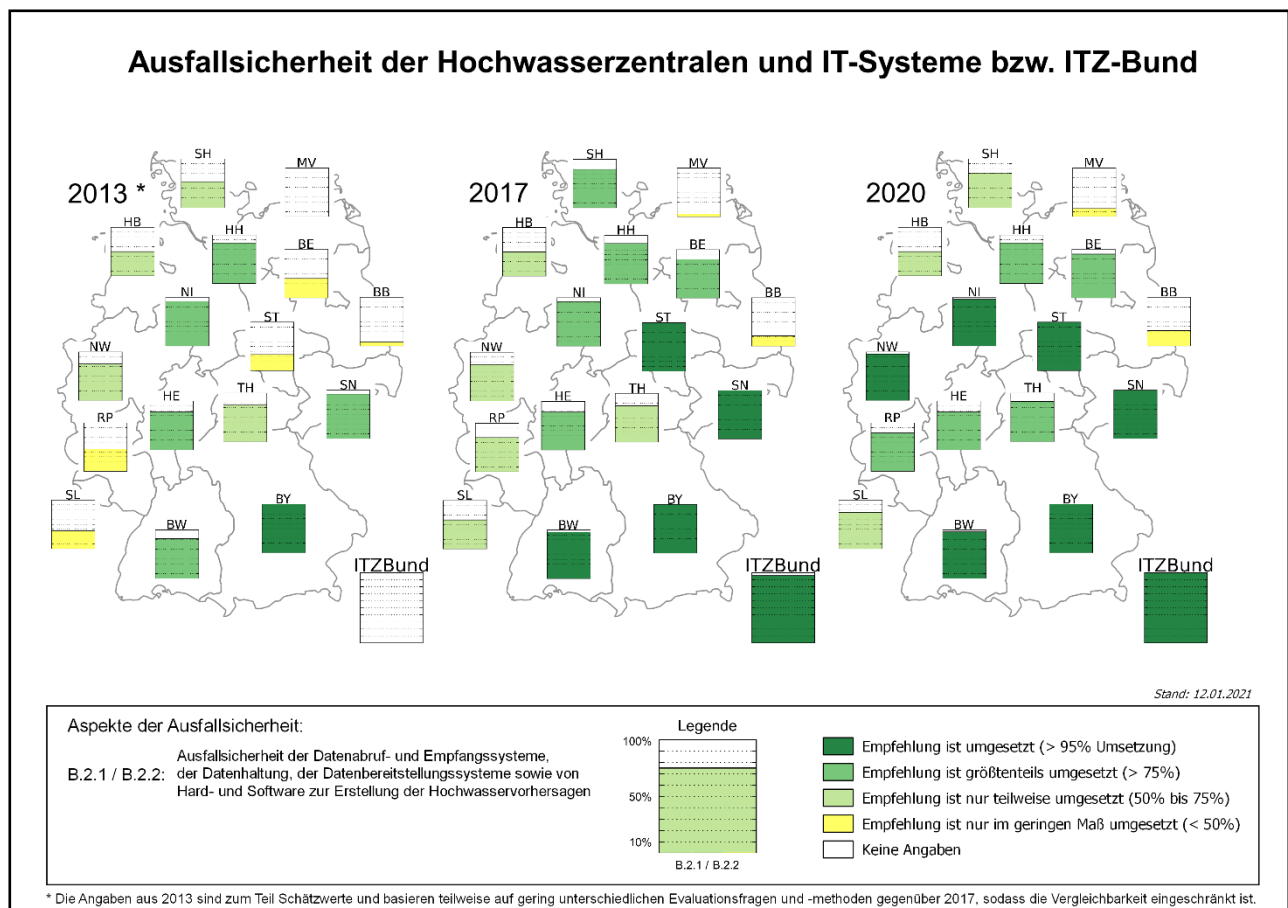 Ausfallsicherheit der Hochwasserzentralen und IT-Systeme bzw. ITZ-Bund
2013 *
SH
MV
HB
HH
BE
NI
BB
ST
NW
TH
SN
HE
RP
SL
BY
BW
ITZBund
2017
SH
MV
HB
HH
BE
NI
BB
ST
NW
TH
SN
HE
RP
SL
BY
BW
ITZBund
2020
SH
MV
HB
HH
BE
NI
BB
ST
NW
TH
SN
HE
RP
SL
BY
BW
ITZBund
Stand: 12.01.2021
Aspekte der Ausfallsicherheit:
B.2.1 / B.2.2:
Ausfallsicherheit der Datenabruf- und Empfangssysteme,
der Datenhaltung, der Datenbereitstellungssysteme sowie von
Hard- und Software zur Erstellung der Hochwasservorhersagen
Legende
100%
50%
10%
B.2.1 / B.2.2
Empfehlung ist umgesetzt (> 95% Umsetzung)
Empfehlung ist größtenteils umgesetzt (> 75%)
Empfehlung ist nur teilweise umgesetzt (50% bis 75%)
Empfehlung ist nur im geringen Maß umgesetzt (< 50%)
Keine Angaben
* Die Angaben aus 2013 sind zum Teil Schätzwerte und basieren teilweise auf gering unterschiedlichen Evaluationsfragen und -methoden gegenüber 2017, sodass die Vergleichbarkeit eingeschränkt ist.